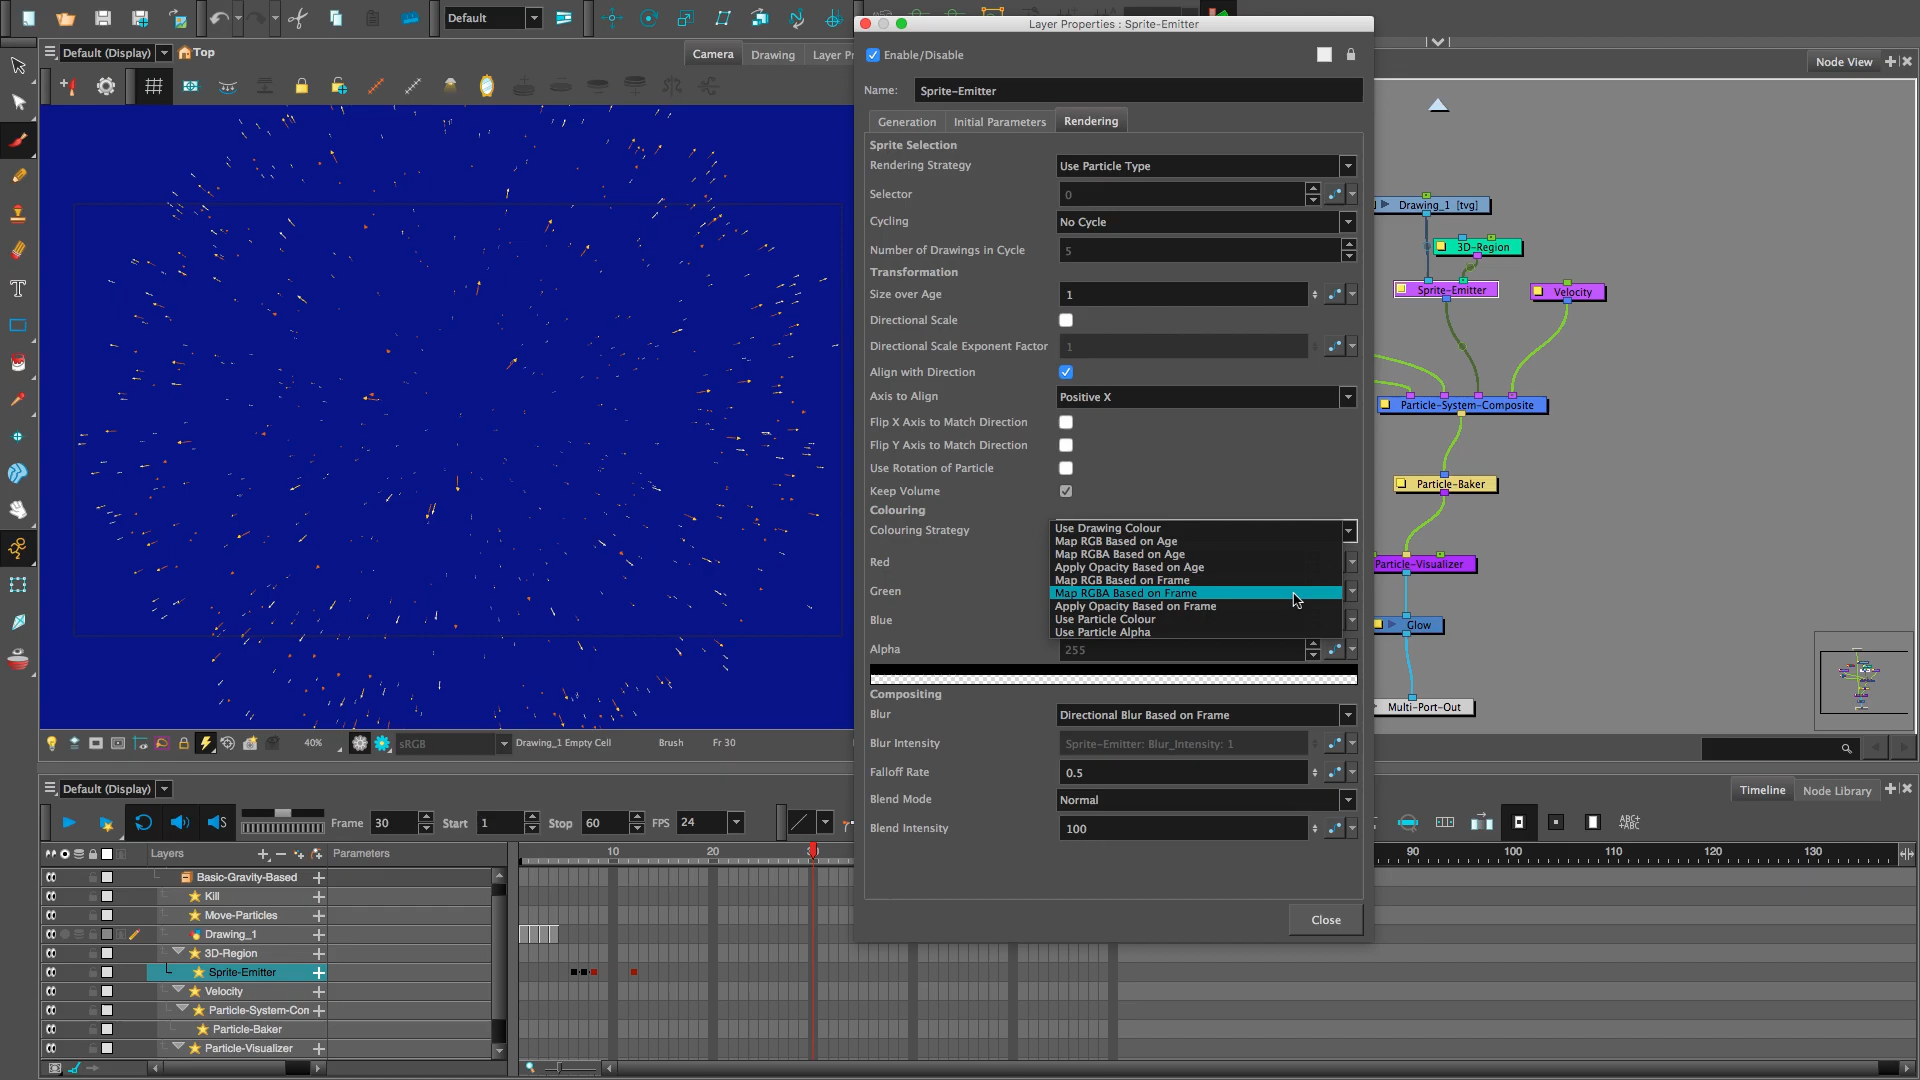 Default
Layer Properties : Sprite-Emitter
Default (Display)
Top
Camera
Drawing
Layer Pr
Enable/Disable
Node View
Name:
Sprite-Emitter
Generation
Initial Parameters
Rendering
Sprite Selection
Rendering Strategy
Use Particle Type
Selector
0
Cycling
No Cycle
Number of Drawings in Cycle
5
Transformation
Size over Age
1
Directional Scale
Directional Scale Exponent Factor
1
Align with Direction
Axis to Align
Positive X
Flip X Axis to Match Direction
Flip Y Axis to Match Direction
Use Rotation of Particle
Keep Volume
Colouring
Colouring Strategy
Use Drawing Colour
Map RGB Based on Age
Map RGBA Based on Age
Apply Opacity Based on Age
Map RGB Based on Frame
Map RGBA Based on Frame
Apply Opacity Based on Frame
Use Particle Colour
Use Particle Alpha
Red
Green
Blue
Alpha
255
Compositing
Blur
Directional Blur Based on Frame
Blur Intensity
Sprite-Emitter: Blur_Intensity: 1
Falloff Rate
0.5
Blend Mode
Normal
Blend Intensity
100
Close
Drawing_1 [tvg]
3D-Region
Sprite-Emitter
Velocity
Particle-System-Composite
Particle-Baker
Particle-Visualizer
Glow
Multi-Port-Out
40%
sRGB
Drawing_1 Empty Cell
Brush
Fr 30
Default (Display)
Timeline
Node Library
Frame
30
Start
1
Stop
60
FPS
24
ABC
+ABC
Layers
Parameters
10
20
30
90
100
110
120
130
Basic-Gravity-Based
Kill
Move-Particles
Drawing_1
3D-Region
Sprite-Emitter
Velocity
Particle-System-Con
Particle-Baker
Particle-Visualizer